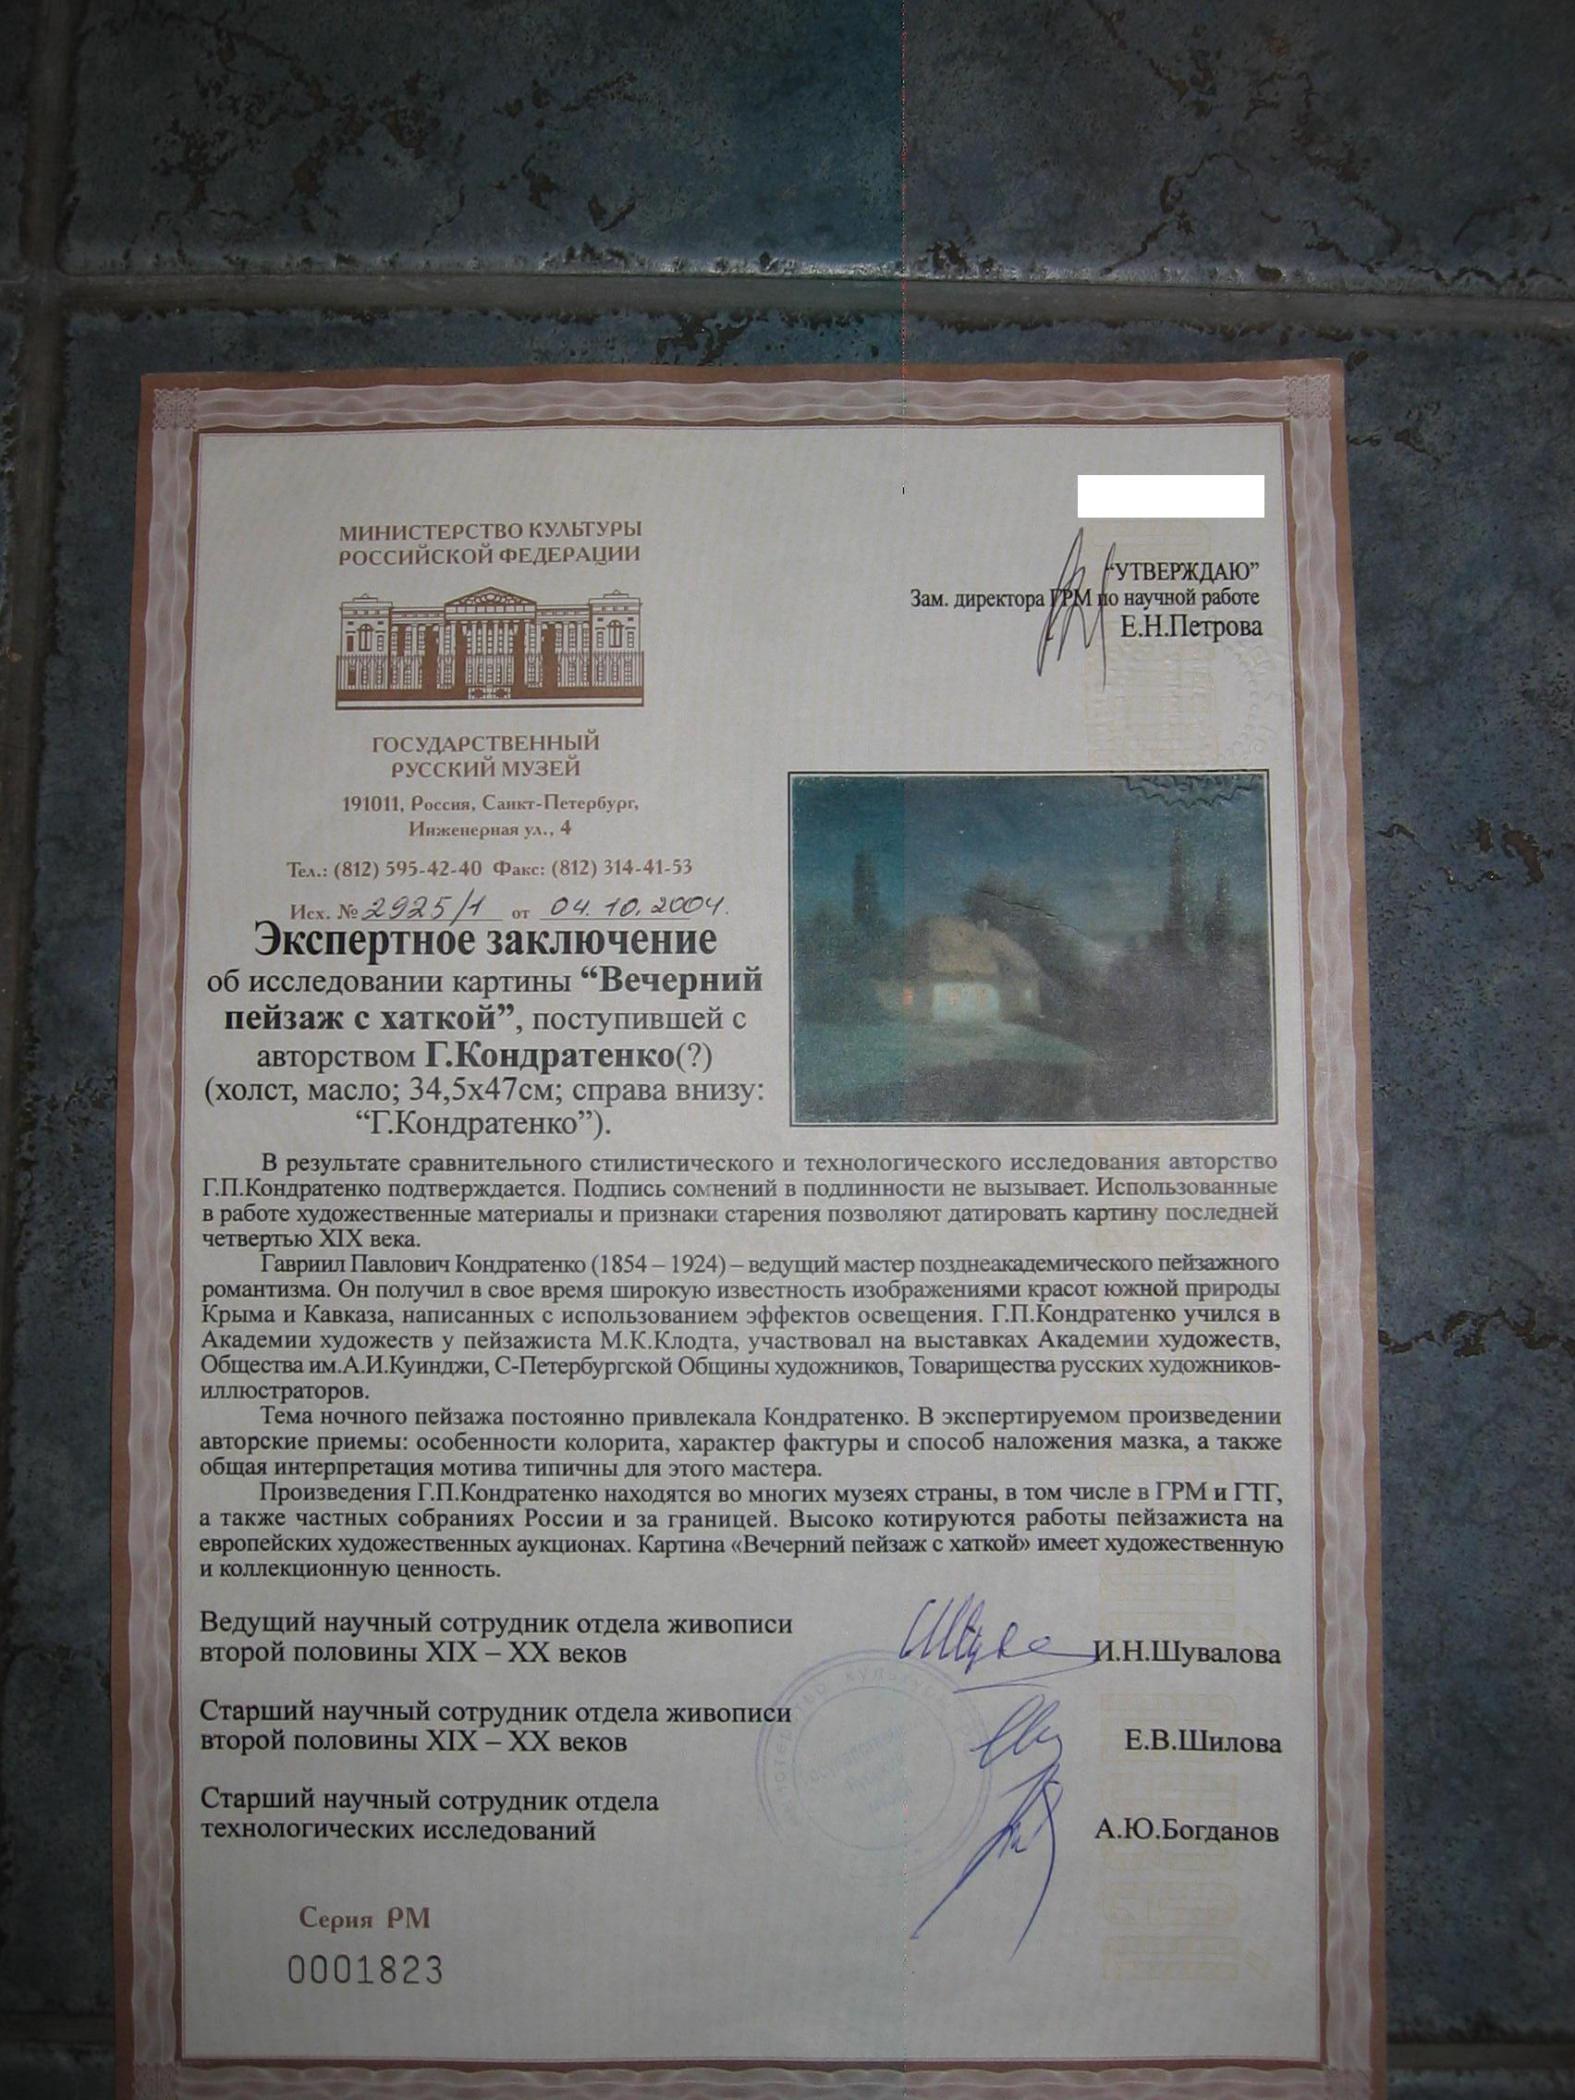 МИНИСТЕРСТВО КУЛЬТУРЫ
РОССИЙСКОЙ ФЕДЕРАЦИИ
ГОСУДАРСТВЕННЫЙ
РУССКИЙ МУЗЕЙ
191011, Россия, Санкт-Петербург,
Инженерная ул., 4
Тел.: (812) 595-42-40 Факс: (812) 314-41-53
Исх. № 2925/1 от 04.10.2004.
“УТВЕРЖДАЮ”
Зам. директора ГРМ по научной работе
Е.Н.Петрова
Экспертное заключение
об исследовании картины “Вечерний
пейзаж с хаткой”, поступившей с
авторством Г.Кондратенко(?)
(холст, масло; 34,5х47см; справа внизу:
“Г.Кондратенко”).
В результате сравнительного стилистического и технологического исследования авторство
Г.П.Кондратенко подтверждается. Подпись сомнений в подлинности не вызывает. Использованные
в работе художественные материалы и признаки старения позволяют датировать картину последней
четвертью XIX века.
Гавриил Павлович Кондратенко (1854 – 1924) – ведущий мастер позднеакадемического пейзажного
романтизма. Он получил в свое время широкую известность изображениями красот южной природы
Крыма и Кавказа, написанных с использованием эффектов освещения. Г.П.Кондратенко учился в
Академии художеств у пейзажиста М.К.Клодта, участвовал на выставках Академии художеств,
Общества им.А.И.Куинджи, С-Петербургской Общины художников, Товарищества русских художников-
иллюстраторов.
Тема ночного пейзажа постоянно привлекала Кондратенко. В экспертируемом произведении
авторские приемы: особенности колорита, характер фактуры и способ наложения мазка, а также
общая интерпретация мотива типичны для этого мастера.
Произведения Г.П.Кондратенко находятся во многих музеях страны, в том числе в ГРМ и ГТГ,
а также частных собраниях России и за границей. Высоко котируются работы пейзажиста на
европейских художественных аукционах. Картина «Вечерний пейзаж с хаткой» имеет художественную
и коллекционную ценность.
Ведущий научный сотрудник отдела живописи
второй половины XIX – XX веков
И.Н.Шувалова
Старший научный сотрудник отдела живописи
второй половины XIX – XX веков
Е.В.Шилова
Старший научный сотрудник отдела
технологических исследований
А.Ю.Богданов
Серия РМ
0001823